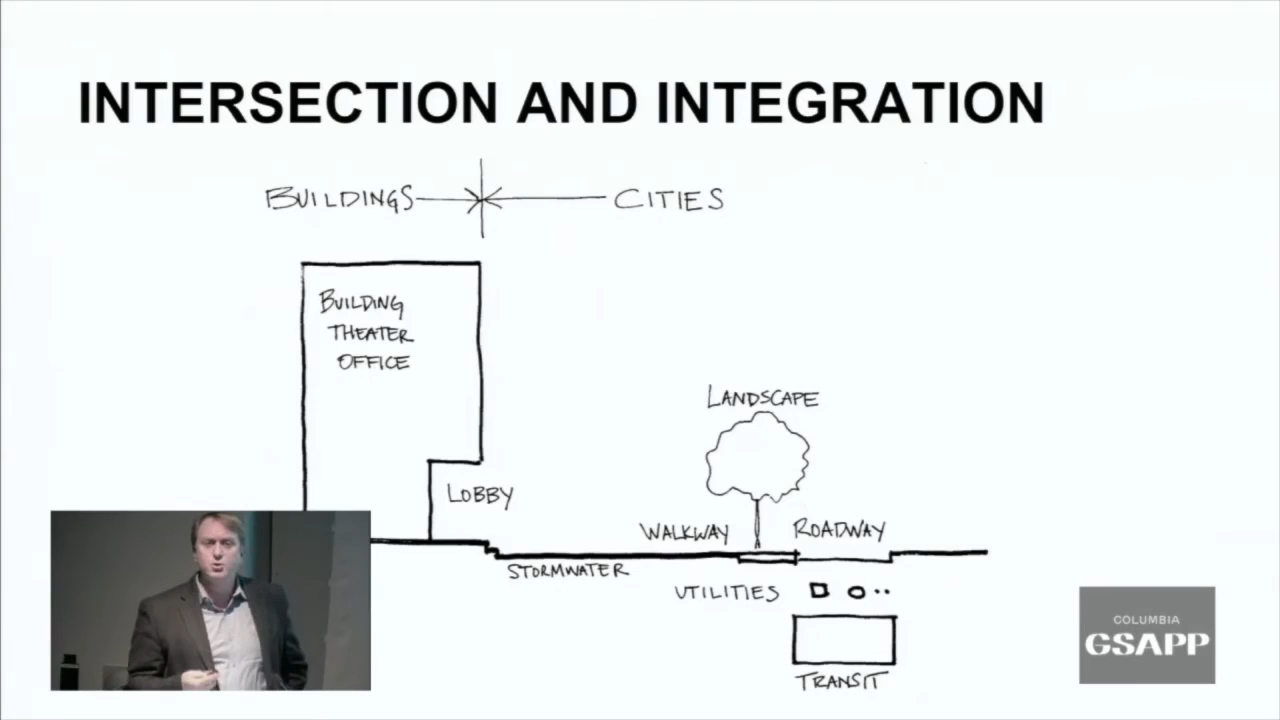 INTERSECTION AND INTEGRATION
BUILDINGS
CITIES
BUILDING
THEATER
OFFICE
LANDSCAPE
LOBBY
WALKWAY
ROADWAY
STORMWATER
UTILITIES
TRANSIT
COLUMBIA
GSAPP